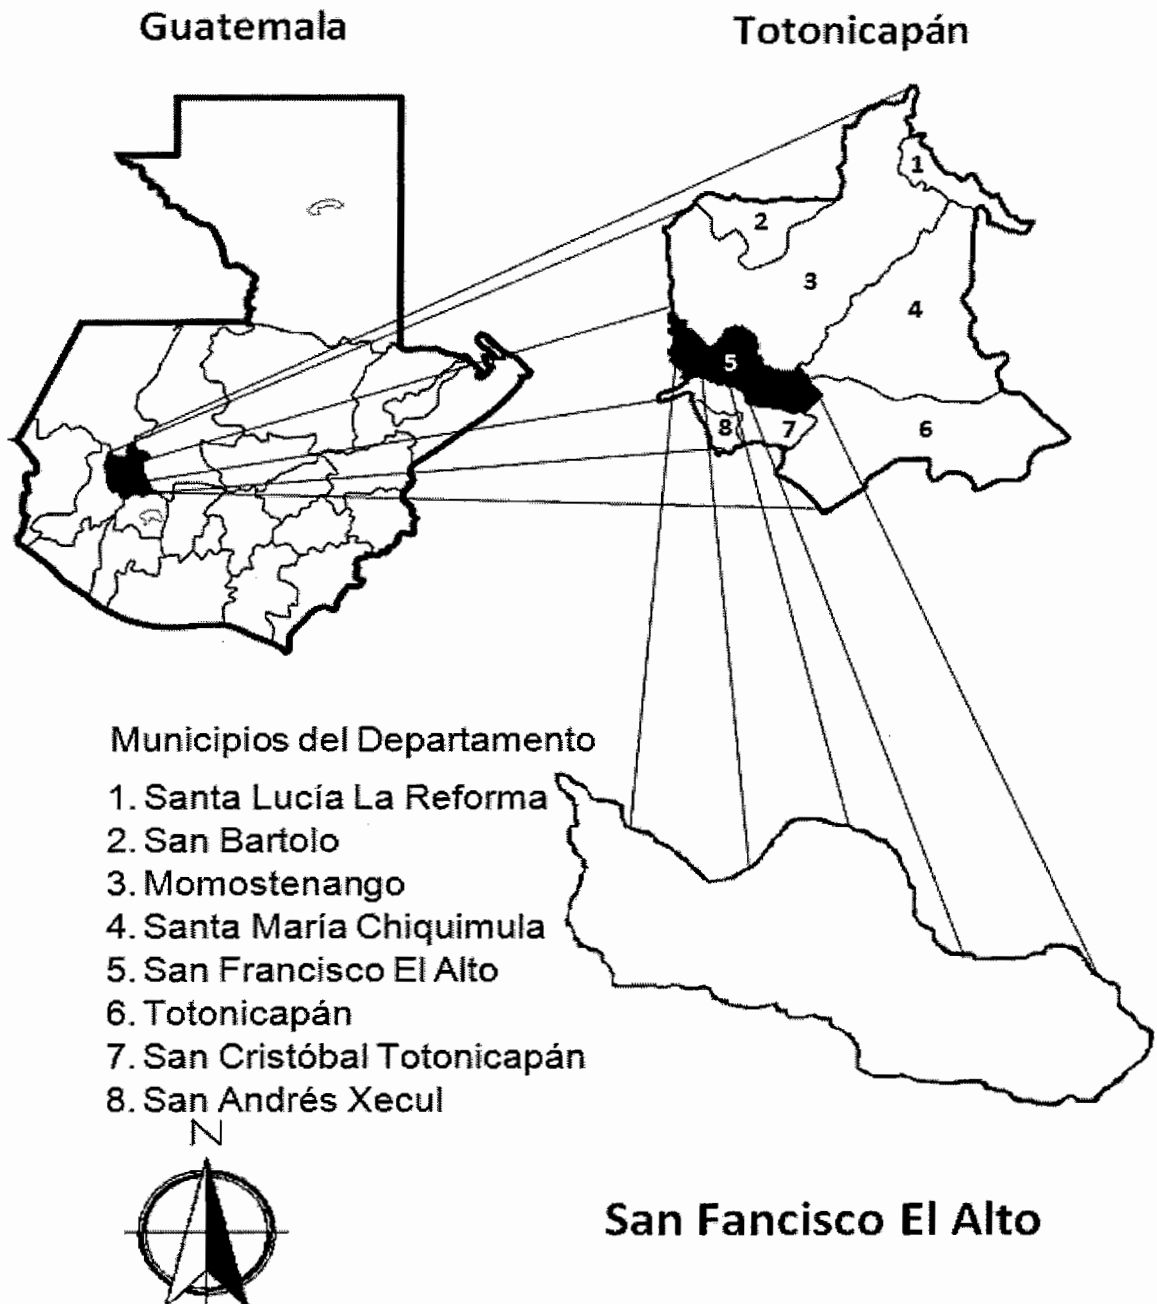 Guatemala
Totonicapán
1
2
3
4
5
6
7
8
Municipios del Departamento
1. Santa Lucía La Reforma
2. San Bartolo
3. Momostenango
4. Santa María Chiquimula
5. San Francisco El Alto
6. Totonicapán
7. San Cristóbal Totonicapán
8. San Andrés Xecul
N
San Fancisco El Alto